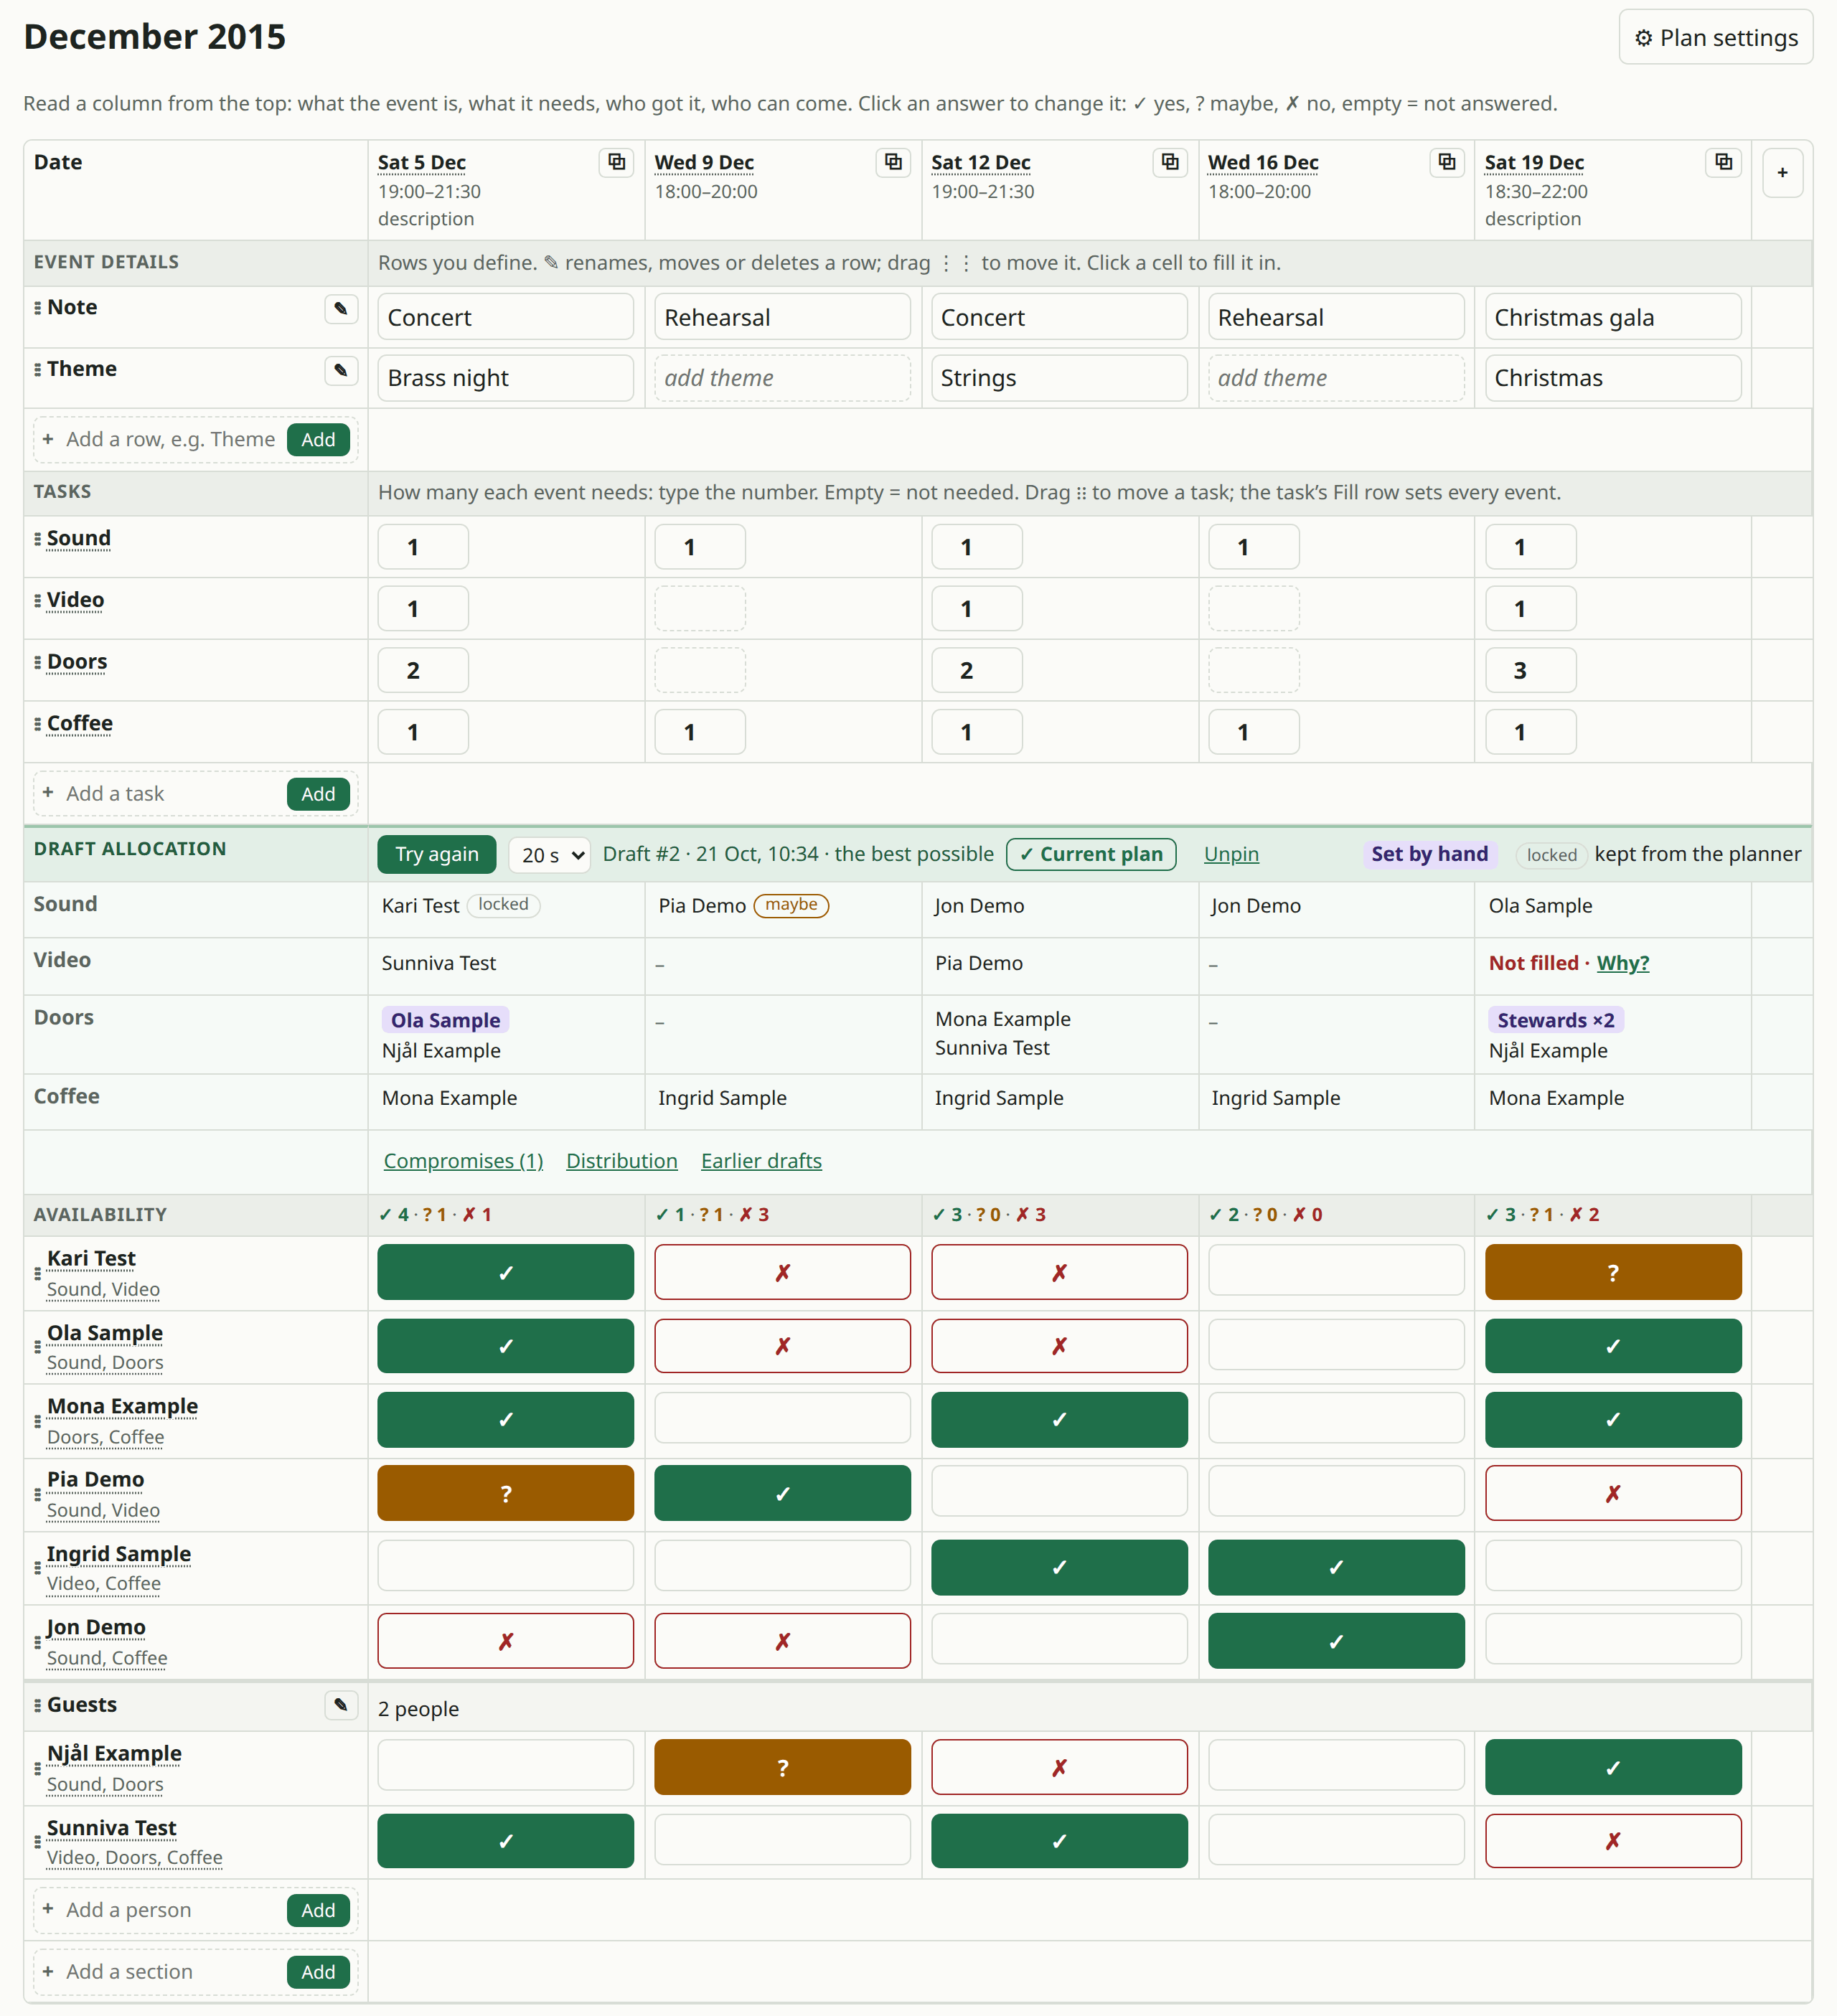 December 2015
⚙ Plan settings
Read a column from the top: what the event is, what it needs, who got it, who can come. Click an answer to change it: ✓ yes, ? maybe, ✗ no, empty = not answered.
Date
Sat 5 Dec
19:00–21:30
description
Wed 9 Dec
18:00–20:00
Sat 12 Dec
19:00–21:30
Wed 16 Dec
18:00–20:00
Sat 19 Dec
18:30–22:00
description
+
EVENT DETAILS Rows you define. ✎ renames, moves or deletes a row; drag ⋮⋮ to move it. Click a cell to fill it in.
Note ✎ Concert Rehearsal Concert Rehearsal Christmas gala
Theme ✎ Brass night add theme Strings add theme Christmas
+ Add a row, e.g. Theme Add
TASKS How many each event needs: type the number. Empty = not needed. Drag ⠿ to move a task; the task’s Fill row sets every event.
Sound 1 1 1 1 1
Video 1 1 1
Doors 2 2 3
Coffee 1 1 1 1 1
+ Add a task Add
DRAFT ALLOCATION Try again 20 s Draft #2 · 21 Oct, 10:34 · the best possible ✓ Current plan Unpin Set by hand locked kept from the planner
Sound Kari Test locked Pia Demo maybe Jon Demo Jon Demo Ola Sample
Video Sunniva Test – Pia Demo – Not filled · Why?
Doors
Ola Sample
Njål Example
–
Mona Example
Sunniva Test
–
Stewards ×2
Njål Example
Coffee Mona Example Ingrid Sample Ingrid Sample Ingrid Sample Mona Example
Compromises (1) Distribution Earlier drafts
AVAILABILITY ✓ 4 · ? 1 · ✗ 1 ✓ 1 · ? 1 · ✗ 3 ✓ 3 · ? 0 · ✗ 3 ✓ 2 · ? 0 · ✗ 0 ✓ 3 · ? 1 · ✗ 2
Kari Test
Sound, Video
✓ ✗ ✗ ?
Ola Sample
Sound, Doors
✓ ✗ ✗ ✓
Mona Example
Doors, Coffee
✓ ✓ ✓
Pia Demo
Sound, Video
? ✓ ✗
Ingrid Sample
Video, Coffee
✓ ✓
Jon Demo
Sound, Coffee
✗ ✗ ✓
Guests ✎ 2 people
Njål Example
Sound, Doors
? ✗ ✓
Sunniva Test
Video, Doors, Coffee
✓ ✓ ✗
+ Add a person Add
+ Add a section Add